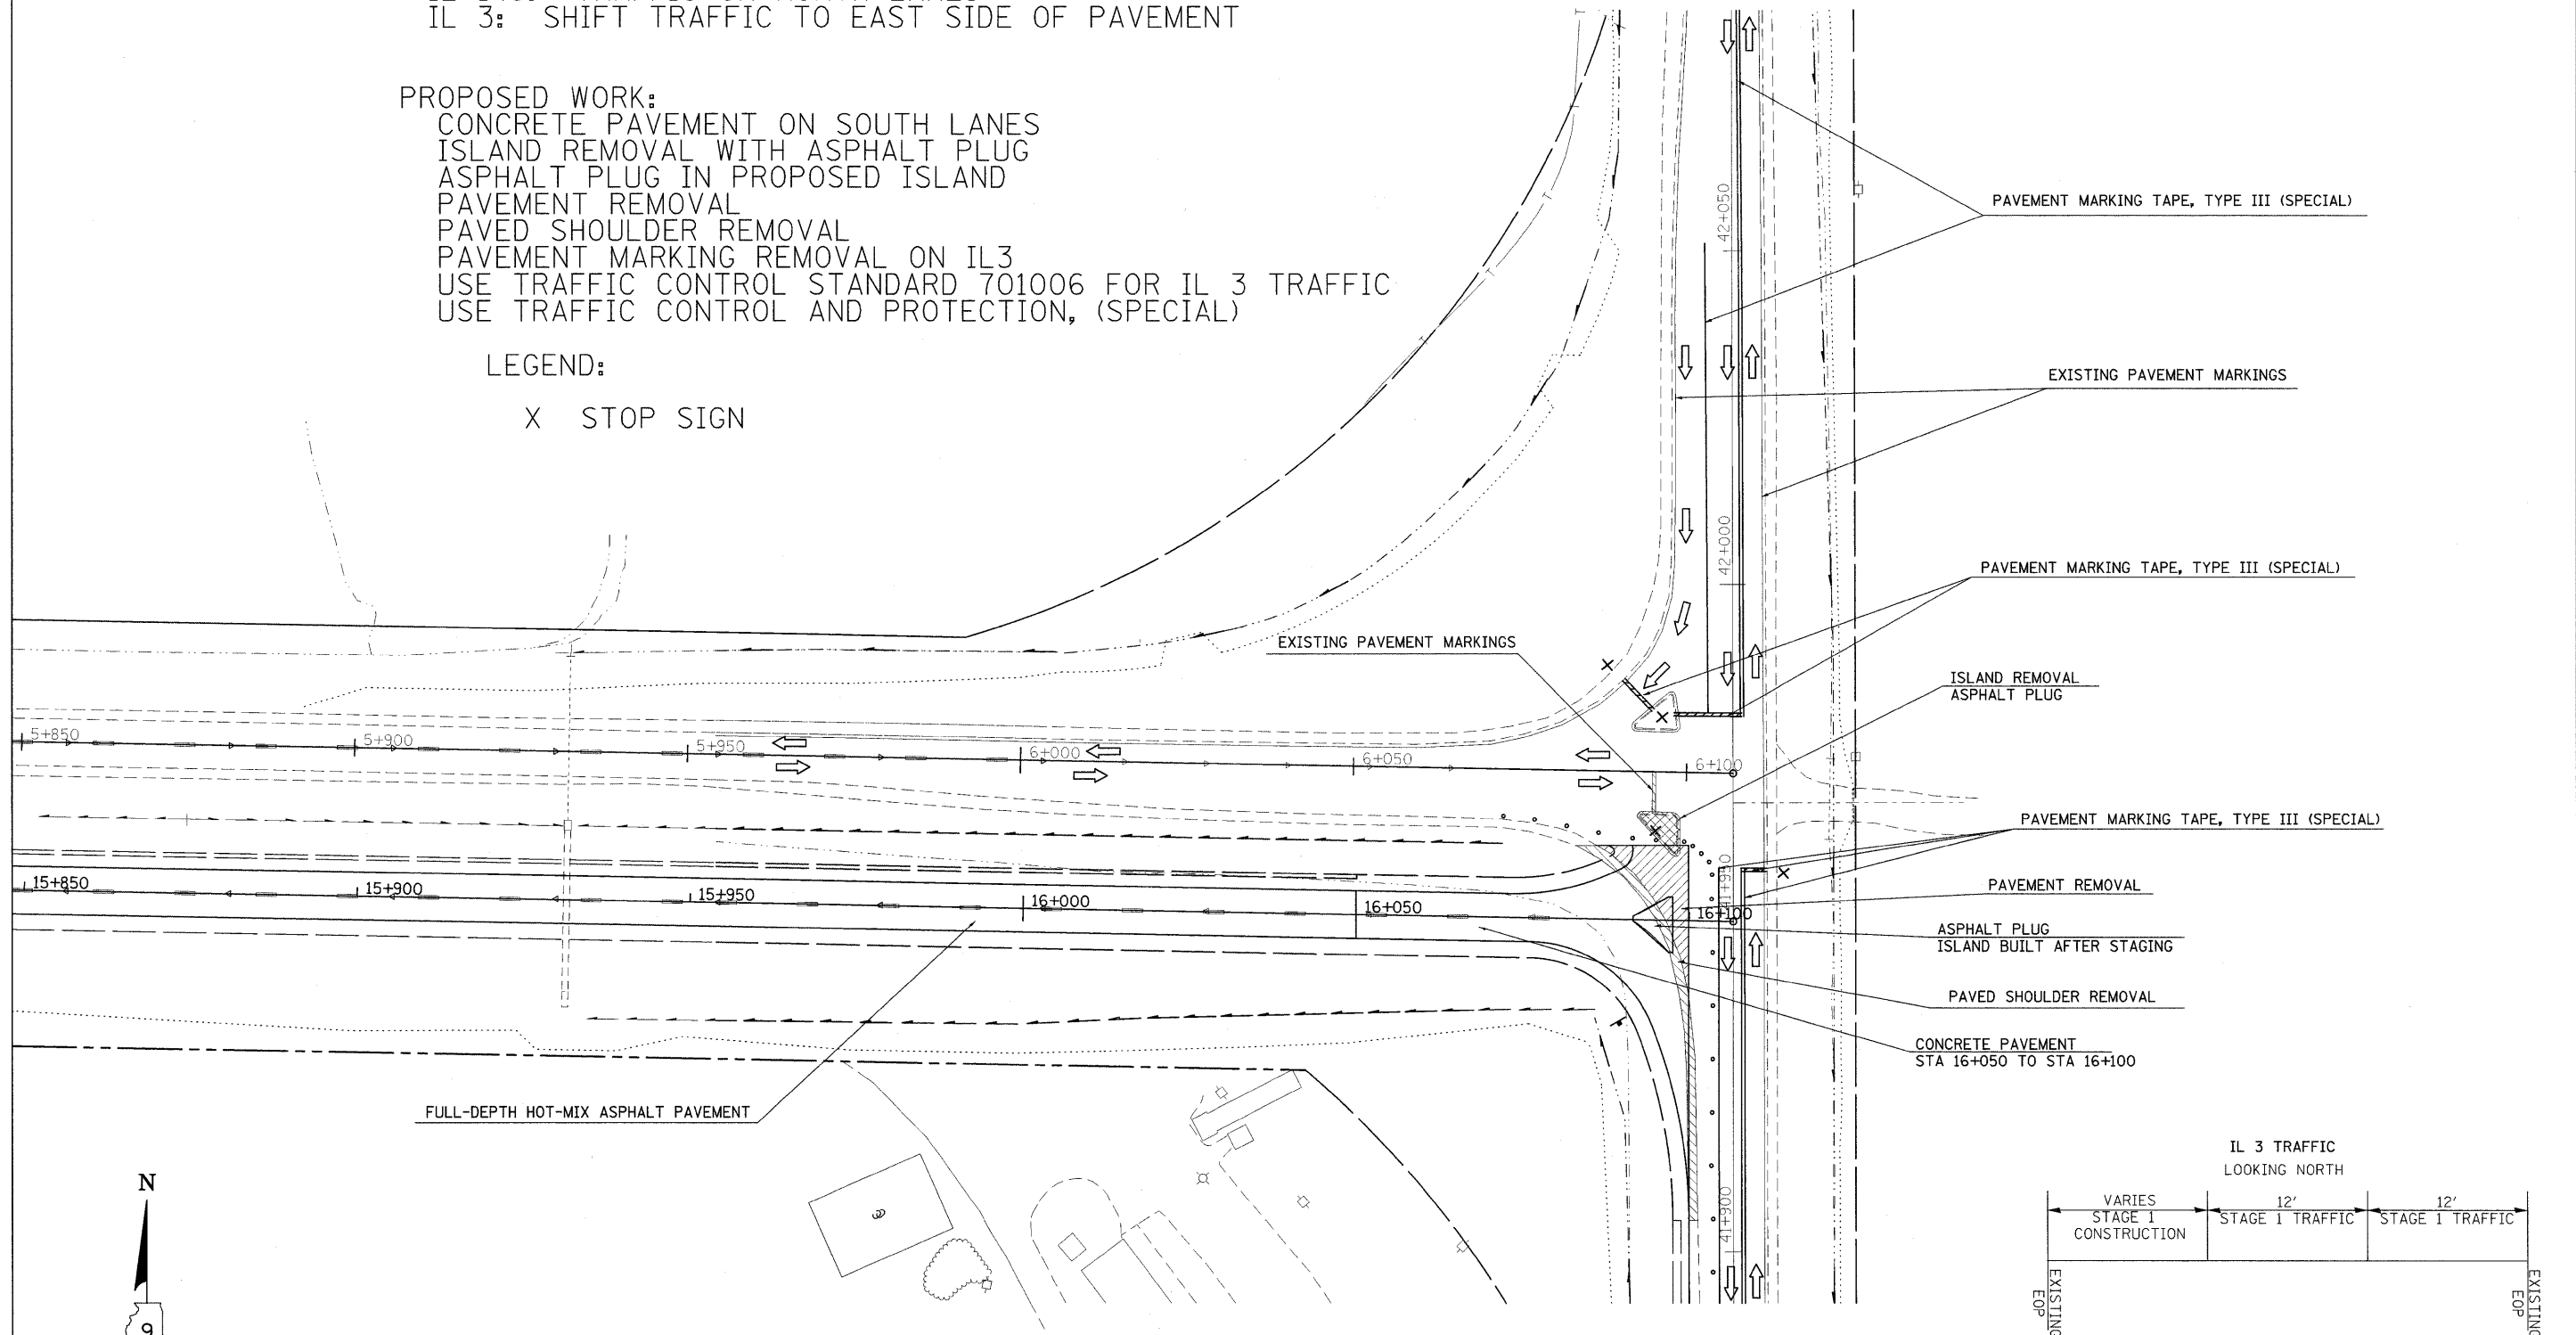 IL 3: SHIFT TRAFFIC TO EAST SIDE OF PAVEMENT
PROPOSED WORK:
CONCRETE PAVEMENT ON SOUTH LANES
ISLAND REMOVAL WITH ASPHALT PLUG
ASPHALT PLUG IN PROPOSED ISLAND
PAVEMENT REMOVAL
PAVED SHOULDER REMOVAL
PAVEMENT MARKING REMOVAL ON IL3
USE TRAFFIC CONTROL STANDARD 701006 FOR IL 3 TRAFFIC
USE TRAFFIC CONTROL AND PROTECTION, (SPECIAL)
LEGEND:
X STOP SIGN
42+050
PAVEMENT MARKING TAPE, TYPE III (SPECIAL)
EXISTING PAVEMENT MARKINGS
42+000
PAVEMENT MARKING TAPE, TYPE III (SPECIAL)
EXISTING PAVEMENT MARKINGS
ISLAND REMOVAL
ASPHALT PLUG
5+850
5+900
5+950
6+000
6+050
6+100
PAVEMENT MARKING TAPE, TYPE III (SPECIAL)
15+850
15+900
15+950
16+000
16+050
16+100
PAVEMENT REMOVAL
ASPHALT PLUG
ISLAND BUILT AFTER STAGING
PAVED SHOULDER REMOVAL
CONCRETE PAVEMENT
STA 16+050 TO STA 16+100
FULL-DEPTH HOT-MIX ASPHALT PAVEMENT
41+900
N
9
IL 3 TRAFFIC
LOOKING NORTH
VARIES
STAGE 1
CONSTRUCTION
12'
STAGE 1 TRAFFIC
12'
STAGE 1 TRAFFIC
EXISTING
EOP
EXISTING
EOP